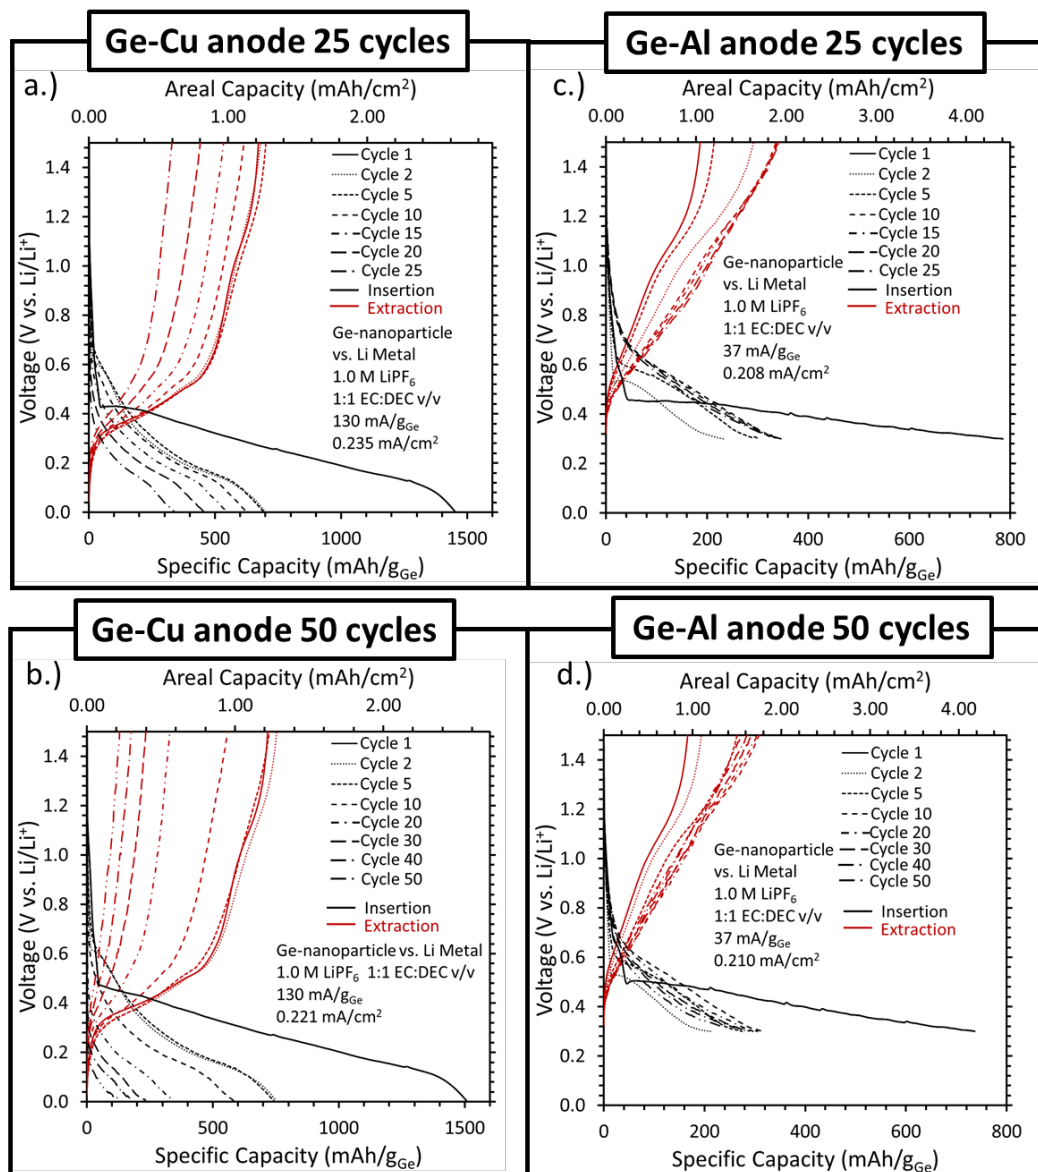 Ge-Cu anode 25 cycles
a.)
Areal Capacity (mAh/cm²)
0.00 1.00 2.00
1.4
1.2
1.0
0.8
0.6
0.4
0.2
0.0
Voltage (V vs. Li/Li⁺)
Cycle 1
Cycle 2
Cycle 5
Cycle 10
Cycle 15
Cycle 20
Cycle 25
Insertion
Extraction
Ge-nanoparticle
vs. Li Metal
1.0 M LiPF₆
1:1 EC:DEC v/v
130 mA/gGe
0.235 mA/cm²
0 500 1000 1500
Specific Capacity (mAh/gGe)
Ge-Al anode 25 cycles
c.)
Areal Capacity (mAh/cm²)
0.00 1.00 2.00 3.00 4.00
1.4
1.2
1.0
0.8
0.6
0.4
0.2
0.0
Voltage (V vs. Li/Li⁺)
Cycle 1
Cycle 2
Cycle 5
Cycle 10
Cycle 15
Cycle 20
Cycle 25
Insertion
Extraction
Ge-nanoparticle
vs. Li Metal
1.0 M LiPF₆
1:1 EC:DEC v/v
37 mA/gGe
0.208 mA/cm²
0 200 400 600 800
Specific Capacity (mAh/gGe)
Ge-Cu anode 50 cycles
b.)
Areal Capacity (mAh/cm²)
0.00 1.00 2.00
1.4
1.2
1.0
0.8
0.6
0.4
0.2
0.0
Voltage (V vs. Li/Li⁺)
Cycle 1
Cycle 2
Cycle 5
Cycle 10
Cycle 20
Cycle 30
Cycle 40
Cycle 50
Insertion
Extraction
Ge-nanoparticle vs. Li Metal
1.0 M LiPF₆ 1:1 EC:DEC v/v
130 mA/gGe
0.221 mA/cm²
0 500 1000 1500
Specific Capacity (mAh/gGe)
Ge-Al anode 50 cycles
d.)
Areal Capacity (mAh/cm²)
0.00 1.00 2.00 3.00 4.00
1.4
1.2
1.0
0.8
0.6
0.4
0.2
0.0
Voltage (V vs. Li/Li⁺)
Cycle 1
Cycle 2
Cycle 5
Cycle 10
Cycle 20
Cycle 30
Cycle 40
Cycle 50
Insertion
Extraction
Ge-nanoparticle
vs. Li Metal
1.0 M LiPF₆
1:1 EC:DEC v/v
37 mA/gGe
0.210 mA/cm²
0 200 400 600 800
Specific Capacity (mAh/gGe)